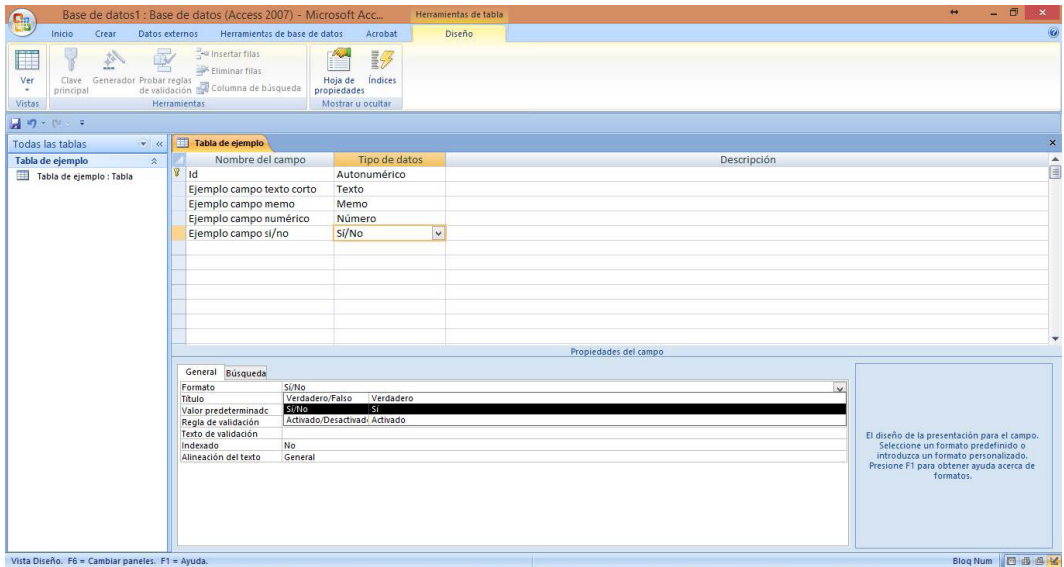 Base de datos1 : Base de datos (Access 2007) - Microsoft Acc...
Herramientas de tabla
Inicio Crear Datos externos Herramientas de base de datos Acrobat Diseño
Ver
Clave principal
Generador
Probar reglas de validación
Insertar filas
Eliminar filas
Columna de búsqueda
Hoja de propiedades
Índices
Vistas Herramientas Mostrar u ocultar
Todas las tablas
Tabla de ejemplo
Tabla de ejemplo : Tabla
Tabla de ejemplo
Nombre del campo Tipo de datos Descripción
Id Autonumérico
Ejemplo campo texto corto Texto
Ejemplo campo memo Memo
Ejemplo campo numérico Número
Ejemplo campo sí/no Sí/No
Propiedades del campo
General Búsqueda
Formato Sí/No
Título Verdadero/Falso Verdadero
Valor predeterminado Sí/No Sí
Regla de validación Activado/Desactivad Activado
Texto de validación
Indexado No
Alineación del texto General
El diseño de la presentación para el campo.
Seleccione un formato predefinido o
introduzca un formato personalizado.
Presione F1 para obtener ayuda acerca de
formatos.
Vista Diseño. F6 = Cambiar paneles. F1 = Ayuda. Bloq Num